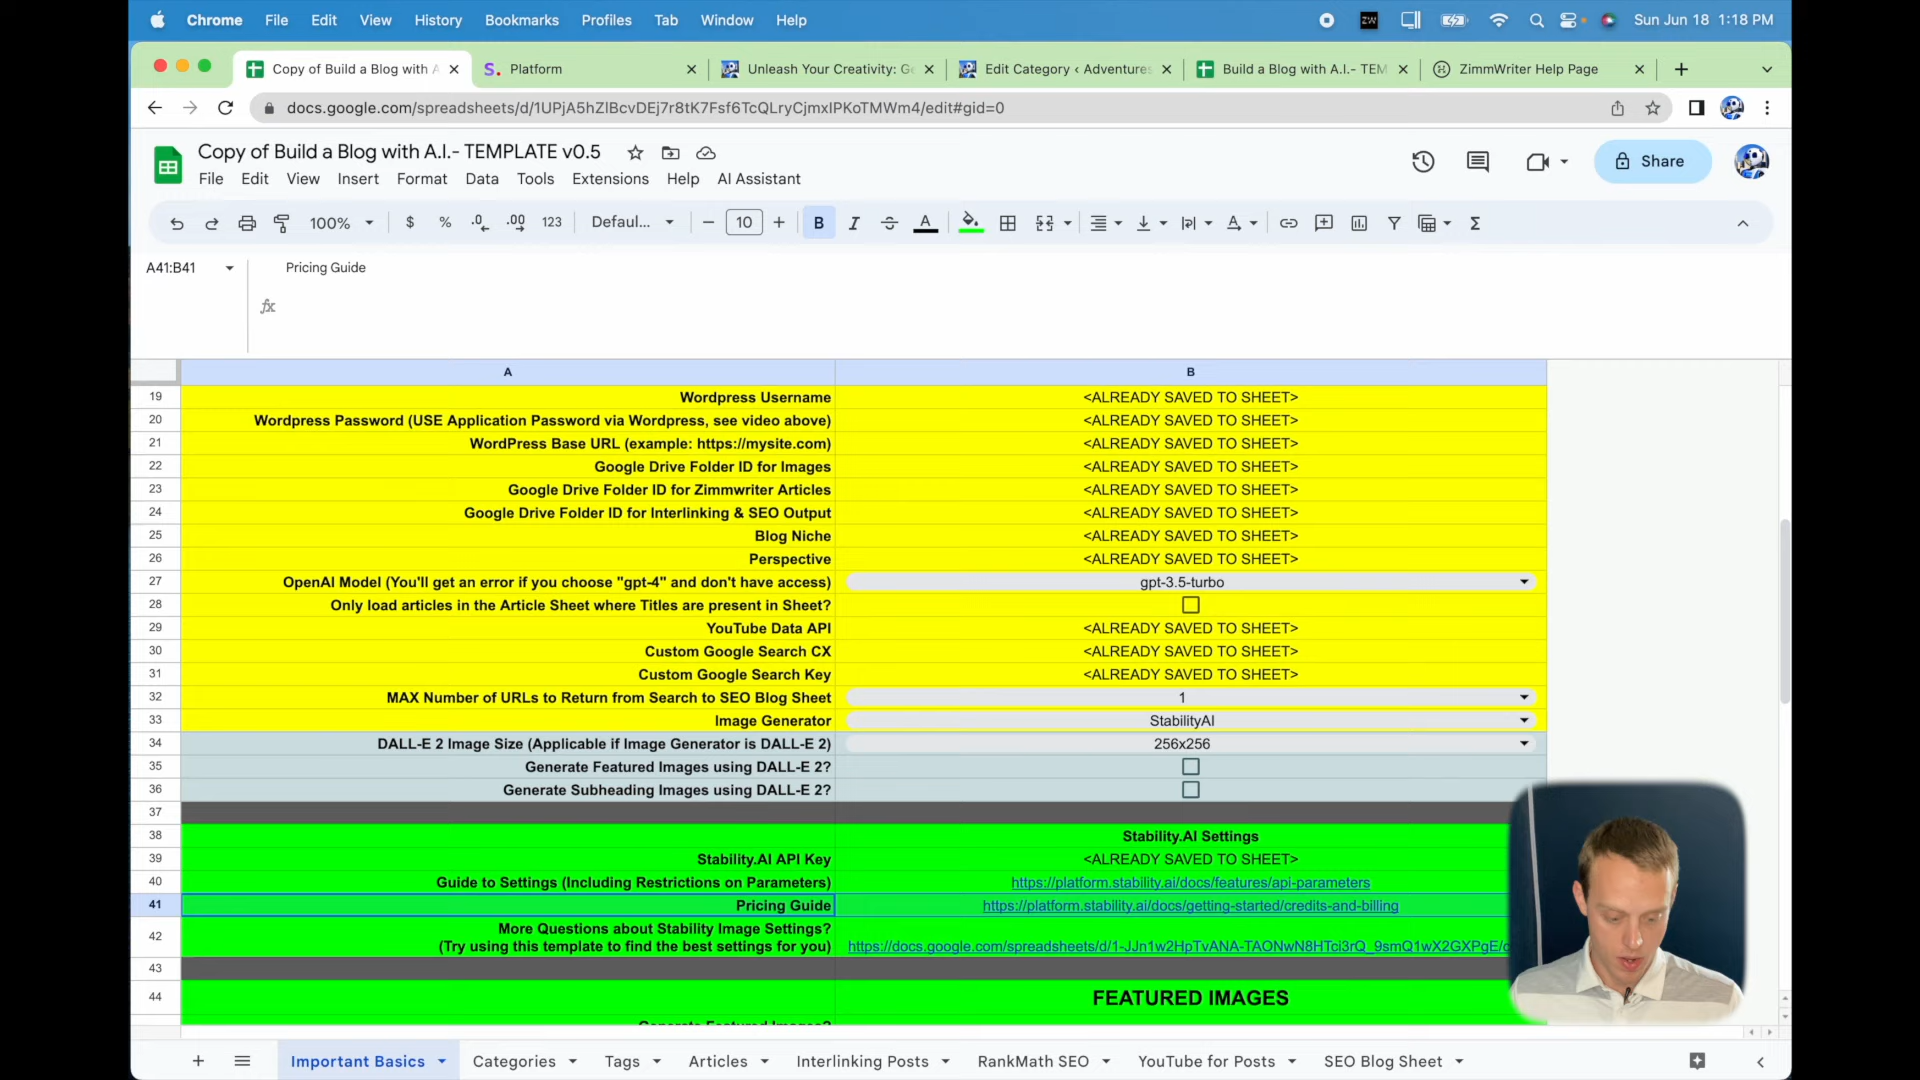 Chrome File Edit View History Bookmarks Profiles Tab Window Help ZW Sun Jun 18 1:18 PM
Copy of Build a Blog with A S. Platform Unleash Your Creativity: Ge Edit Category ‹ Adventures Build a Blog with A.I.- TEM ZimmWriter Help Page
docs.google.com/spreadsheets/d/1UPjA5hZlBcvDEj7r8tK7Fsf6TcQLryCjmxIPKoTMWm4/edit#gid=0
Copy of Build a Blog with A.I.- TEMPLATE v0.5
Share
File Edit View Insert Format Data Tools Extensions Help AI Assistant
100% $ % .0 .00 123 Defaul... 10 B I S A
A41:B41 Pricing Guide
fx
A B
19 Wordpress Username <ALREADY SAVED TO SHEET>
20 Wordpress Password (USE Application Password via Wordpress, see video above) <ALREADY SAVED TO SHEET>
21 WordPress Base URL (example: https://mysite.com) <ALREADY SAVED TO SHEET>
22 Google Drive Folder ID for Images <ALREADY SAVED TO SHEET>
23 Google Drive Folder ID for Zimmwriter Articles <ALREADY SAVED TO SHEET>
24 Google Drive Folder ID for Interlinking & SEO Output <ALREADY SAVED TO SHEET>
25 Blog Niche <ALREADY SAVED TO SHEET>
26 Perspective <ALREADY SAVED TO SHEET>
27 OpenAI Model (You'll get an error if you choose "gpt-4" and don't have access) gpt-3.5-turbo
28 Only load articles in the Article Sheet where Titles are present in Sheet?
29 YouTube Data API <ALREADY SAVED TO SHEET>
30 Custom Google Search CX <ALREADY SAVED TO SHEET>
31 Custom Google Search Key <ALREADY SAVED TO SHEET>
32 MAX Number of URLs to Return from Search to SEO Blog Sheet 1
33 Image Generator StabilityAI
34 DALL-E 2 Image Size (Applicable if Image Generator is DALL-E 2) 256x256
35 Generate Featured Images using DALL-E 2?
36 Generate Subheading Images using DALL-E 2?
37
38 Stability.AI Settings
39 Stability.AI API Key <ALREADY SAVED TO SHEET>
40 Guide to Settings (Including Restrictions on Parameters) https://platform.stability.ai/docs/features/api-parameters
41 Pricing Guide https://platform.stability.ai/docs/getting-started/credits-and-billing
More Questions about Stability Image Settings?
42 (Try using this template to find the best settings for you) https://docs.google.com/spreadsheets/d/1-JJn1w2HpTvANA-TAONwN8HTci3rQ_9smQ1wX2GXPgE/
43
44 FEATURED IMAGES
Generate Featured Images?
Important Basics Categories Tags Articles Interlinking Posts RankMath SEO YouTube for Posts SEO Blog Sheet